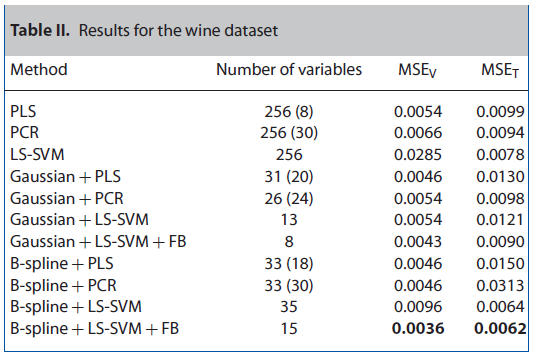 Table II. Results for the wine dataset
Method Number of variables MSEV MSET
PLS 256 (8) 0.0054 0.0099
PCR 256 (30) 0.0066 0.0094
LS-SVM 256 0.0285 0.0078
Gaussian + PLS 31 (20) 0.0046 0.0130
Gaussian + PCR 26 (24) 0.0054 0.0098
Gaussian + LS-SVM 13 0.0054 0.0121
Gaussian + LS-SVM + FB 8 0.0043 0.0090
B-spline + PLS 33 (18) 0.0046 0.0150
B-spline + PCR 33 (30) 0.0046 0.0313
B-spline + LS-SVM 35 0.0096 0.0064
B-spline + LS-SVM + FB 15 0.0036 0.0062